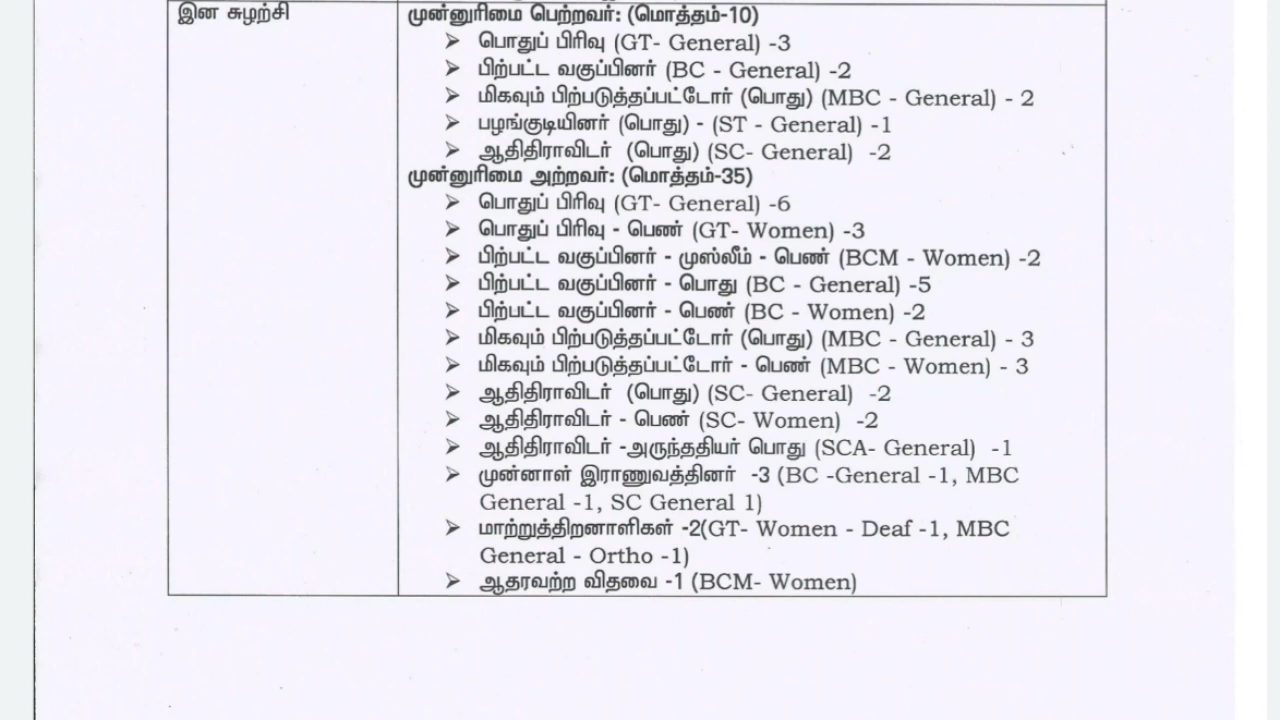 இன சுழற்சி
முன்னுரிமை பெற்றவர்: (மொத்தம்-10)
➢ பொதுப் பிரிவு (GT- General) -3
➢ பிற்பட்ட வகுப்பினர் (BC - General) -2
➢ மிகவும் பிற்படுத்தப்பட்டோர் (பொது) (MBC - General) - 2
➢ பழங்குடியினர் (பொது) - (ST - General) -1
➢ ஆதிதிராவிடர் (பொது) (SC- General) -2
முன்னுரிமை அற்றவர்: (மொத்தம்-35)
➢ பொதுப் பிரிவு (GT- General) -6
➢ பொதுப் பிரிவு - பெண் (GT- Women) -3
➢ பிற்பட்ட வகுப்பினர் - முஸ்லீம் - பெண் (BCM - Women) -2
➢ பிற்பட்ட வகுப்பினர் - பொது (BC - General) -5
➢ பிற்பட்ட வகுப்பினர் - பெண் (BC - Women) -2
➢ மிகவும் பிற்படுத்தப்பட்டோர் (பொது) (MBC - General) - 3
➢ மிகவும் பிற்படுத்தப்பட்டோர் - பெண் (MBC - Women) - 3
➢ ஆதிதிராவிடர் (பொது) (SC- General) -2
➢ ஆதிதிராவிடர் - பெண் (SC- Women) -2
➢ ஆதிதிராவிடர் -அருந்ததியர் பொது (SCA- General) -1
➢ முன்னாள் இராணுவத்தினர் -3 (BC -General -1, MBC
General -1, SC General 1)
➢ மாற்றுத்திறனாளிகள் -2(GT- Women - Deaf -1, MBC
General - Ortho -1)
➢ ஆதரவற்ற விதவை -1 (BCM- Women)